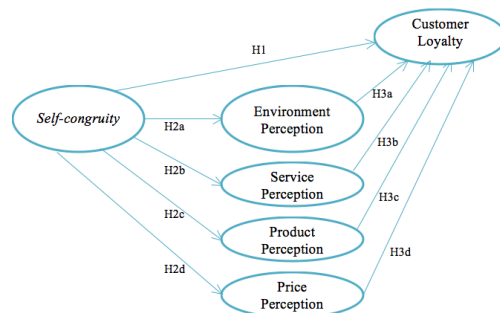 Customer
Loyalty
H1
Self-congruity
H2a
Environment
Perception
H3a
H2b
Service
Perception
H3b
H2c
Product
Perception
H3c
H2d
Price
Perception
H3d